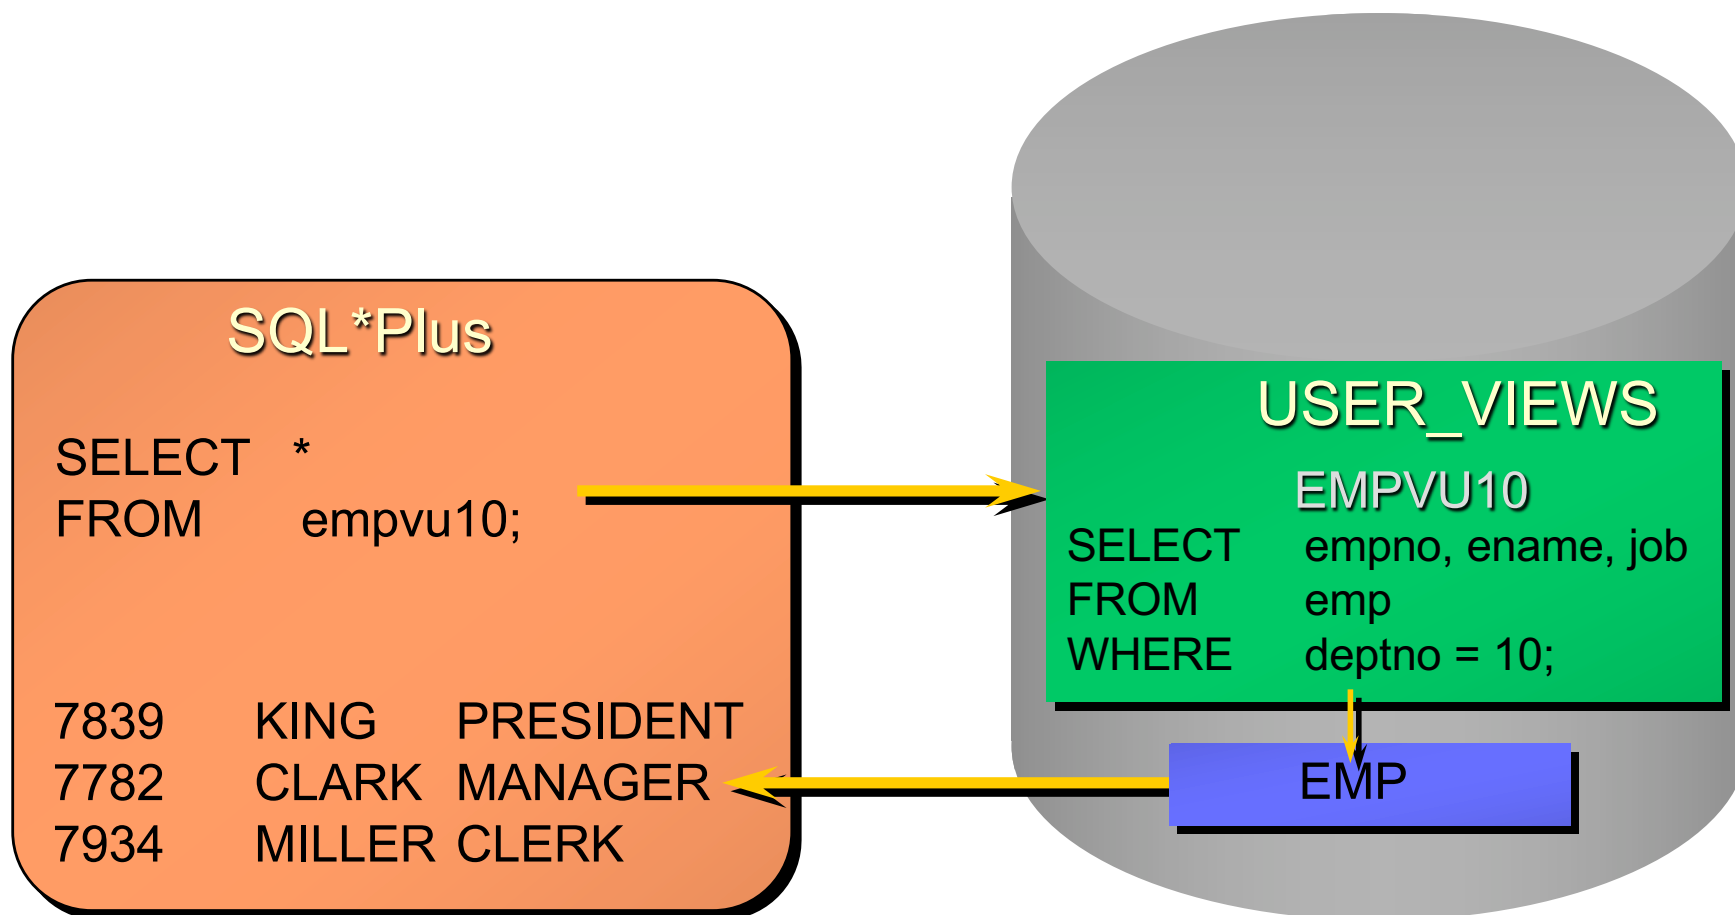 SQL*Plus
SELECT *
FROM empvu10;
7839 KING PRESIDENT
7782 CLARK MANAGER
7934 MILLER CLERK
USER_VIEWS
EMPVU10
SELECT empno, ename, job
FROM emp
WHERE deptno = 10;
EMP